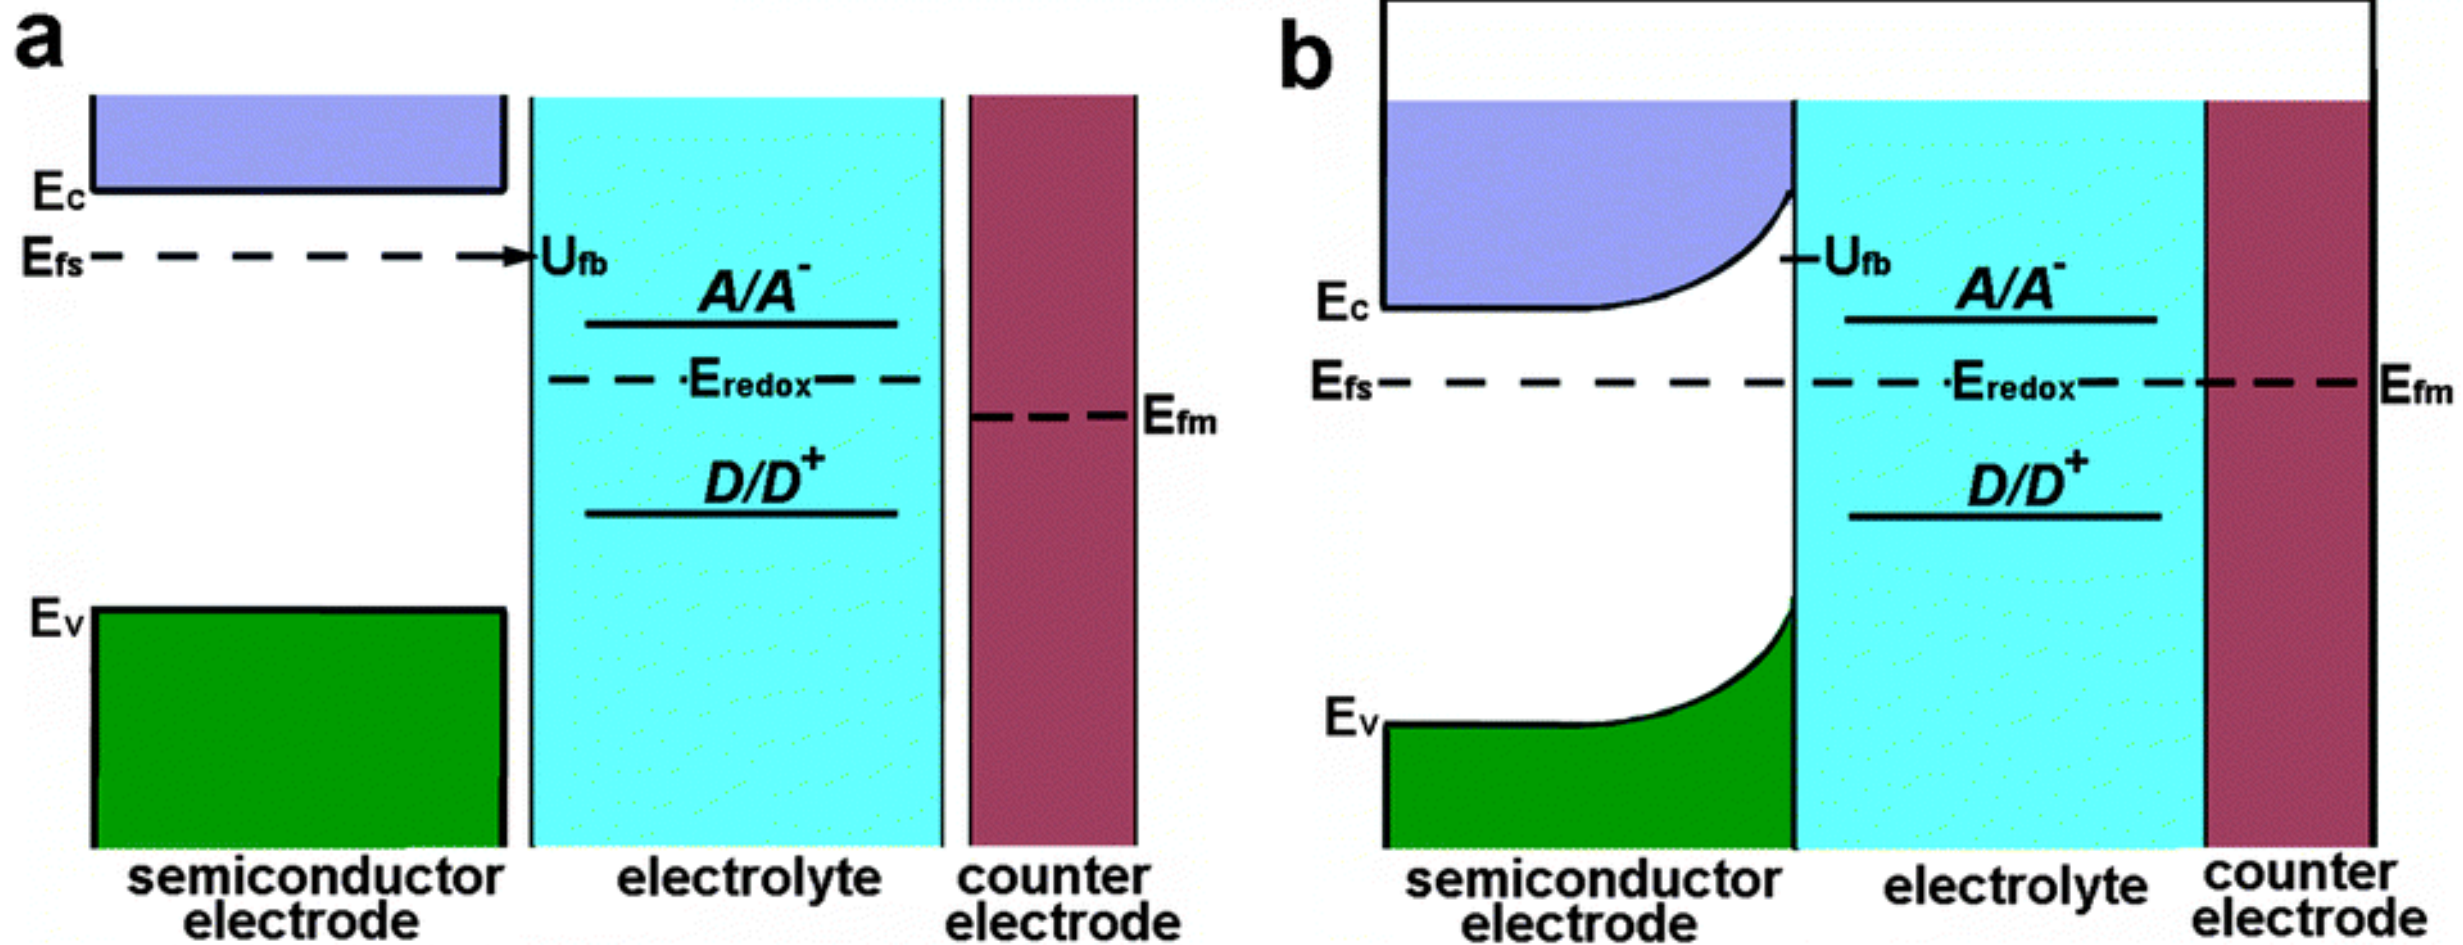 a
Ec
Efs
Ufb
A/A-
Eredox
Efm
D/D+
Ev
semiconductor
electrode
electrolyte
counter
electrode
b
Ufb
Ec
A/A-
Efs
Eredox
Efm
D/D+
Ev
semiconductor
electrode
electrolyte
counter
electrode